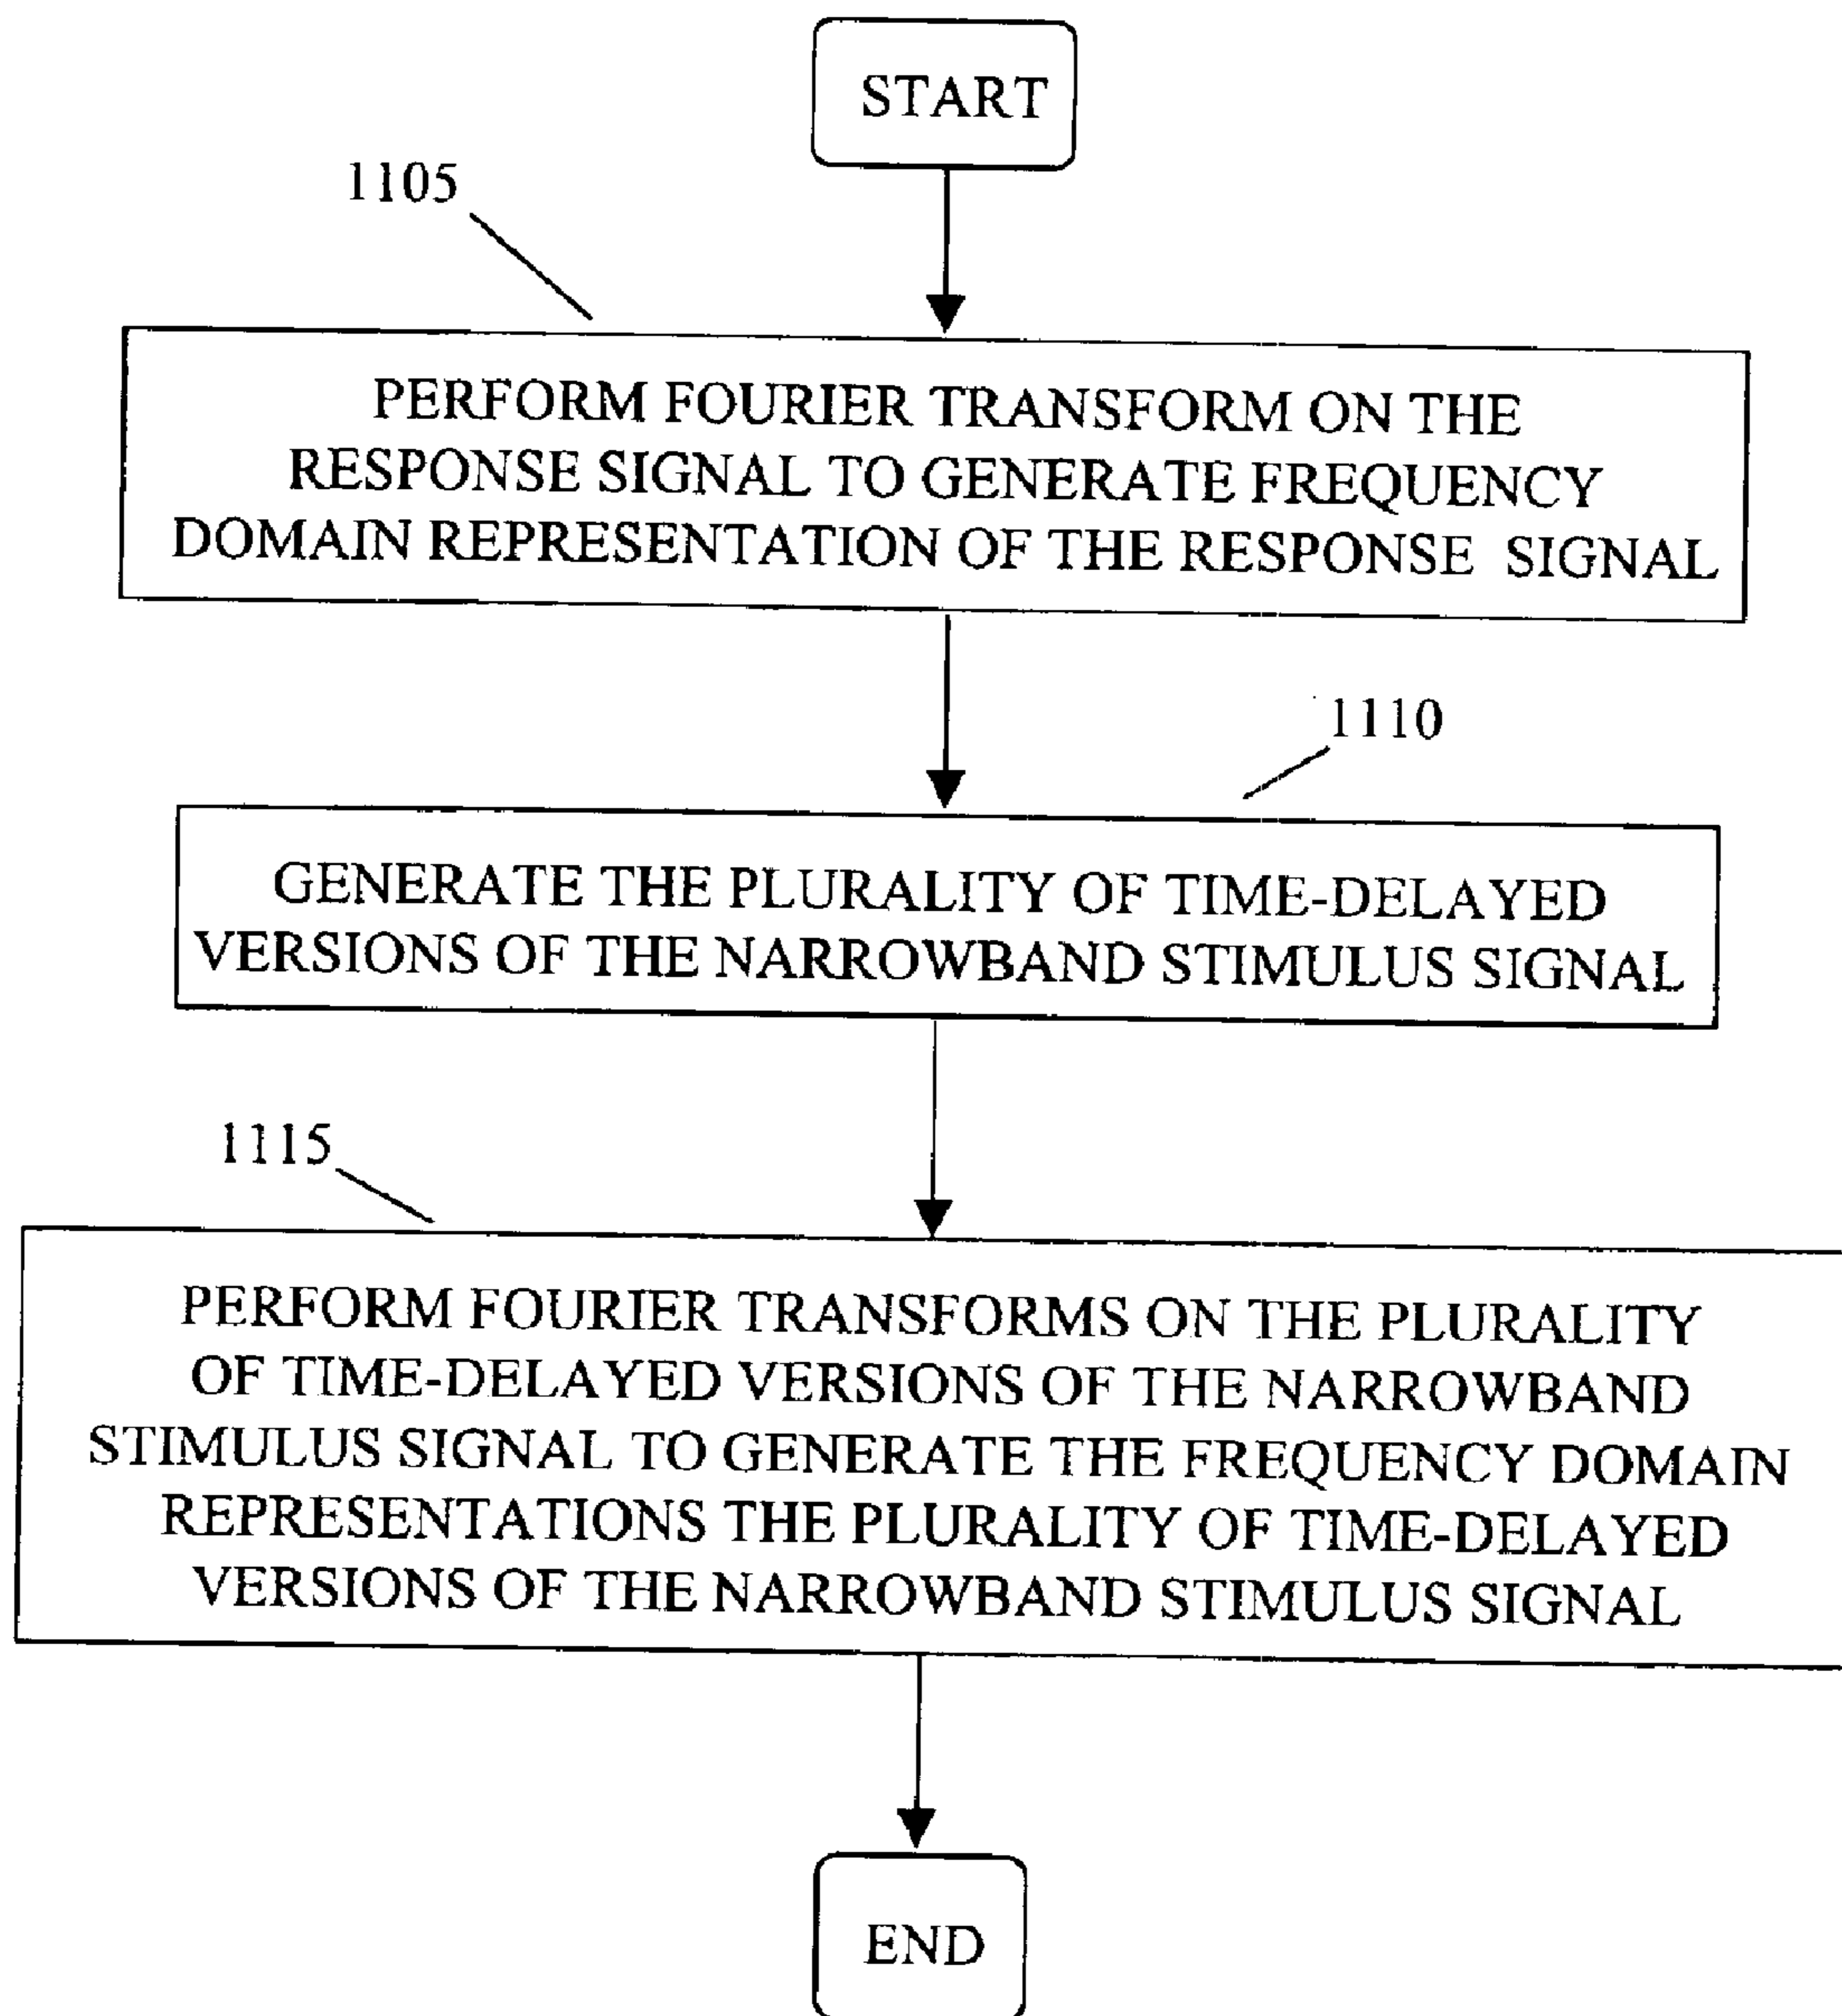 START
1105
PERFORM FOURIER TRANSFORM ON THE
RESPONSE SIGNAL TO GENERATE FREQUENCY
DOMAIN REPRESENTATION OF THE RESPONSE SIGNAL
1110
GENERATE THE PLURALITY OF TIME-DELAYED
VERSIONS OF THE NARROWBAND STIMULUS SIGNAL
1115
PERFORM FOURIER TRANSFORMS ON THE PLURALITY
OF TIME-DELAYED VERSIONS OF THE NARROWBAND
STIMULUS SIGNAL TO GENERATE THE FREQUENCY DOMAIN
REPRESENTATIONS THE PLURALITY OF TIME-DELAYED
VERSIONS OF THE NARROWBAND STIMULUS SIGNAL
END